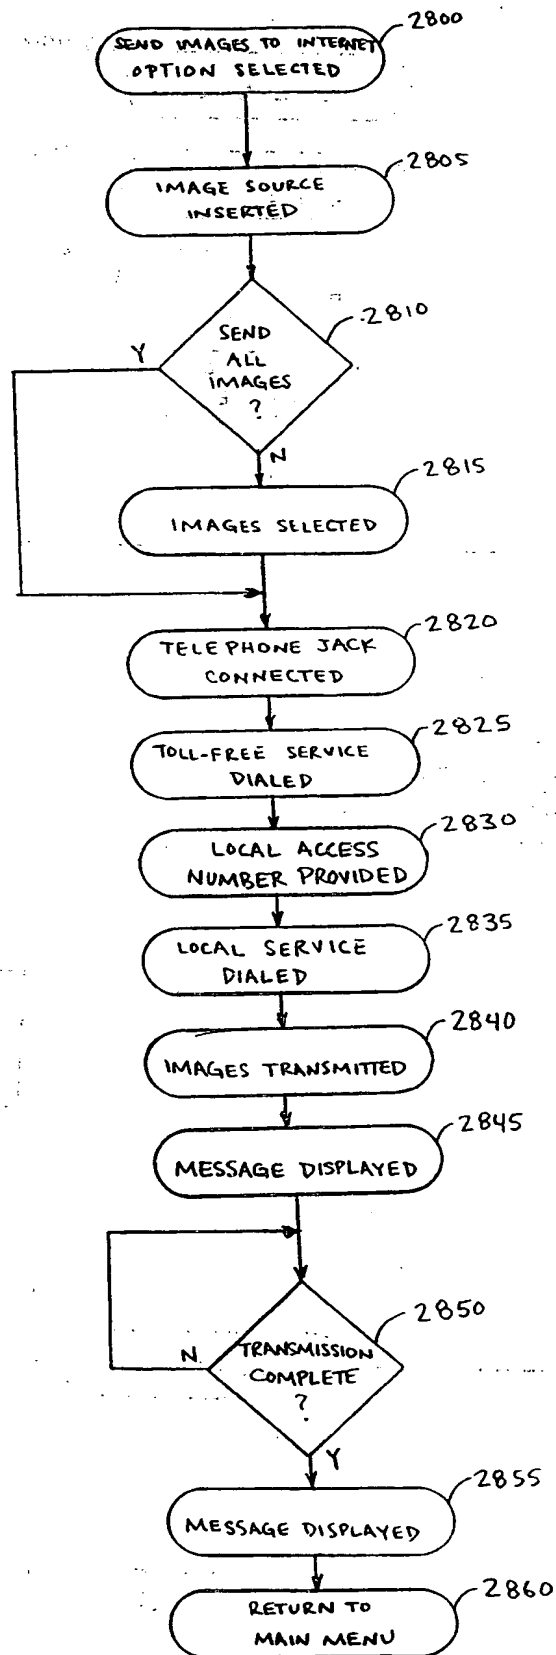 2800
SEND IMAGES TO INTERNET
OPTION SELECTED
2805
IMAGE SOURCE
INSERTED
2810
SEND
ALL
IMAGES
?
Y
N
2815
IMAGES SELECTED
2820
TELEPHONE JACK
CONNECTED
2825
TOLL-FREE SERVICE
DIALED
2830
LOCAL ACCESS
NUMBER PROVIDED
2835
LOCAL SERVICE
DIALED
2840
IMAGES TRANSMITTED
2845
MESSAGE DISPLAYED
2850
TRANSMISSION
COMPLETE
?
N
Y
2855
MESSAGE DISPLAYED
2860
RETURN TO
MAIN MENU